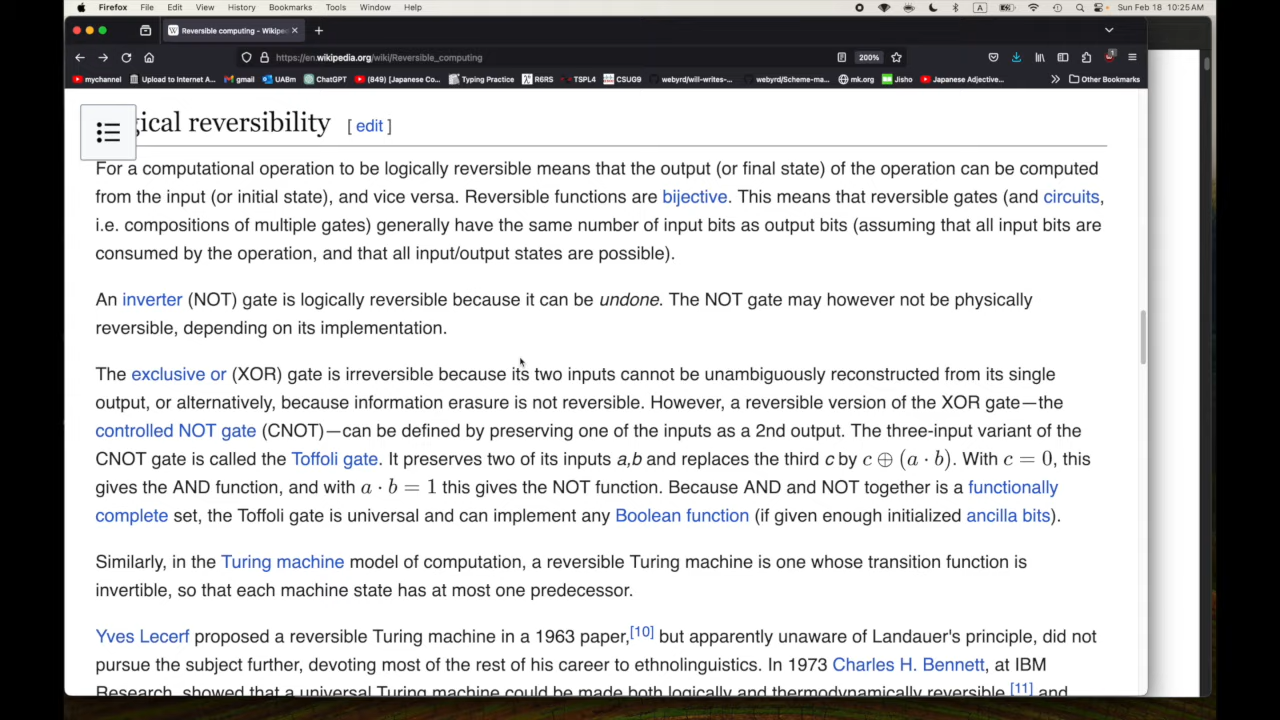 Firefox File Edit View History Bookmarks Tools Window Help A Sun Feb 18 10:25 AM
Reversible computing - Wikipe
https://en.wikipedia.org/wiki/Reversible_computing 200%
mychannel Upload to Internet A... gmail UABm ChatGPT (849) [Japanese Co... Typing Practice R6RS TSPL4 CSUG9 webyrd/will-writes-... webyrd/Scheme-ma... mk.org Jisho Japanese Adjective... Other Bookmarks
gical reversibility [ edit ]
For a computational operation to be logically reversible means that the output (or final state) of the operation can be computed
from the input (or initial state), and vice versa. Reversible functions are bijective. This means that reversible gates (and circuits,
i.e. compositions of multiple gates) generally have the same number of input bits as output bits (assuming that all input bits are
consumed by the operation, and that all input/output states are possible).
An inverter (NOT) gate is logically reversible because it can be undone. The NOT gate may however not be physically
reversible, depending on its implementation.
The exclusive or (XOR) gate is irreversible because its two inputs cannot be unambiguously reconstructed from its single
output, or alternatively, because information erasure is not reversible. However, a reversible version of the XOR gate—the
controlled NOT gate (CNOT)—can be defined by preserving one of the inputs as a 2nd output. The three-input variant of the
CNOT gate is called the Toffoli gate. It preserves two of its inputs a,b and replaces the third c by c ⊕ (a · b). With c = 0, this
gives the AND function, and with a · b = 1 this gives the NOT function. Because AND and NOT together is a functionally
complete set, the Toffoli gate is universal and can implement any Boolean function (if given enough initialized ancilla bits).
Similarly, in the Turing machine model of computation, a reversible Turing machine is one whose transition function is
invertible, so that each machine state has at most one predecessor.
Yves Lecerf proposed a reversible Turing machine in a 1963 paper,[10] but apparently unaware of Landauer's principle, did not
pursue the subject further, devoting most of the rest of his career to ethnolinguistics. In 1973 Charles H. Bennett, at IBM
Research, showed that a universal Turing machine could be made both logically and thermodynamically reversible,[11] and